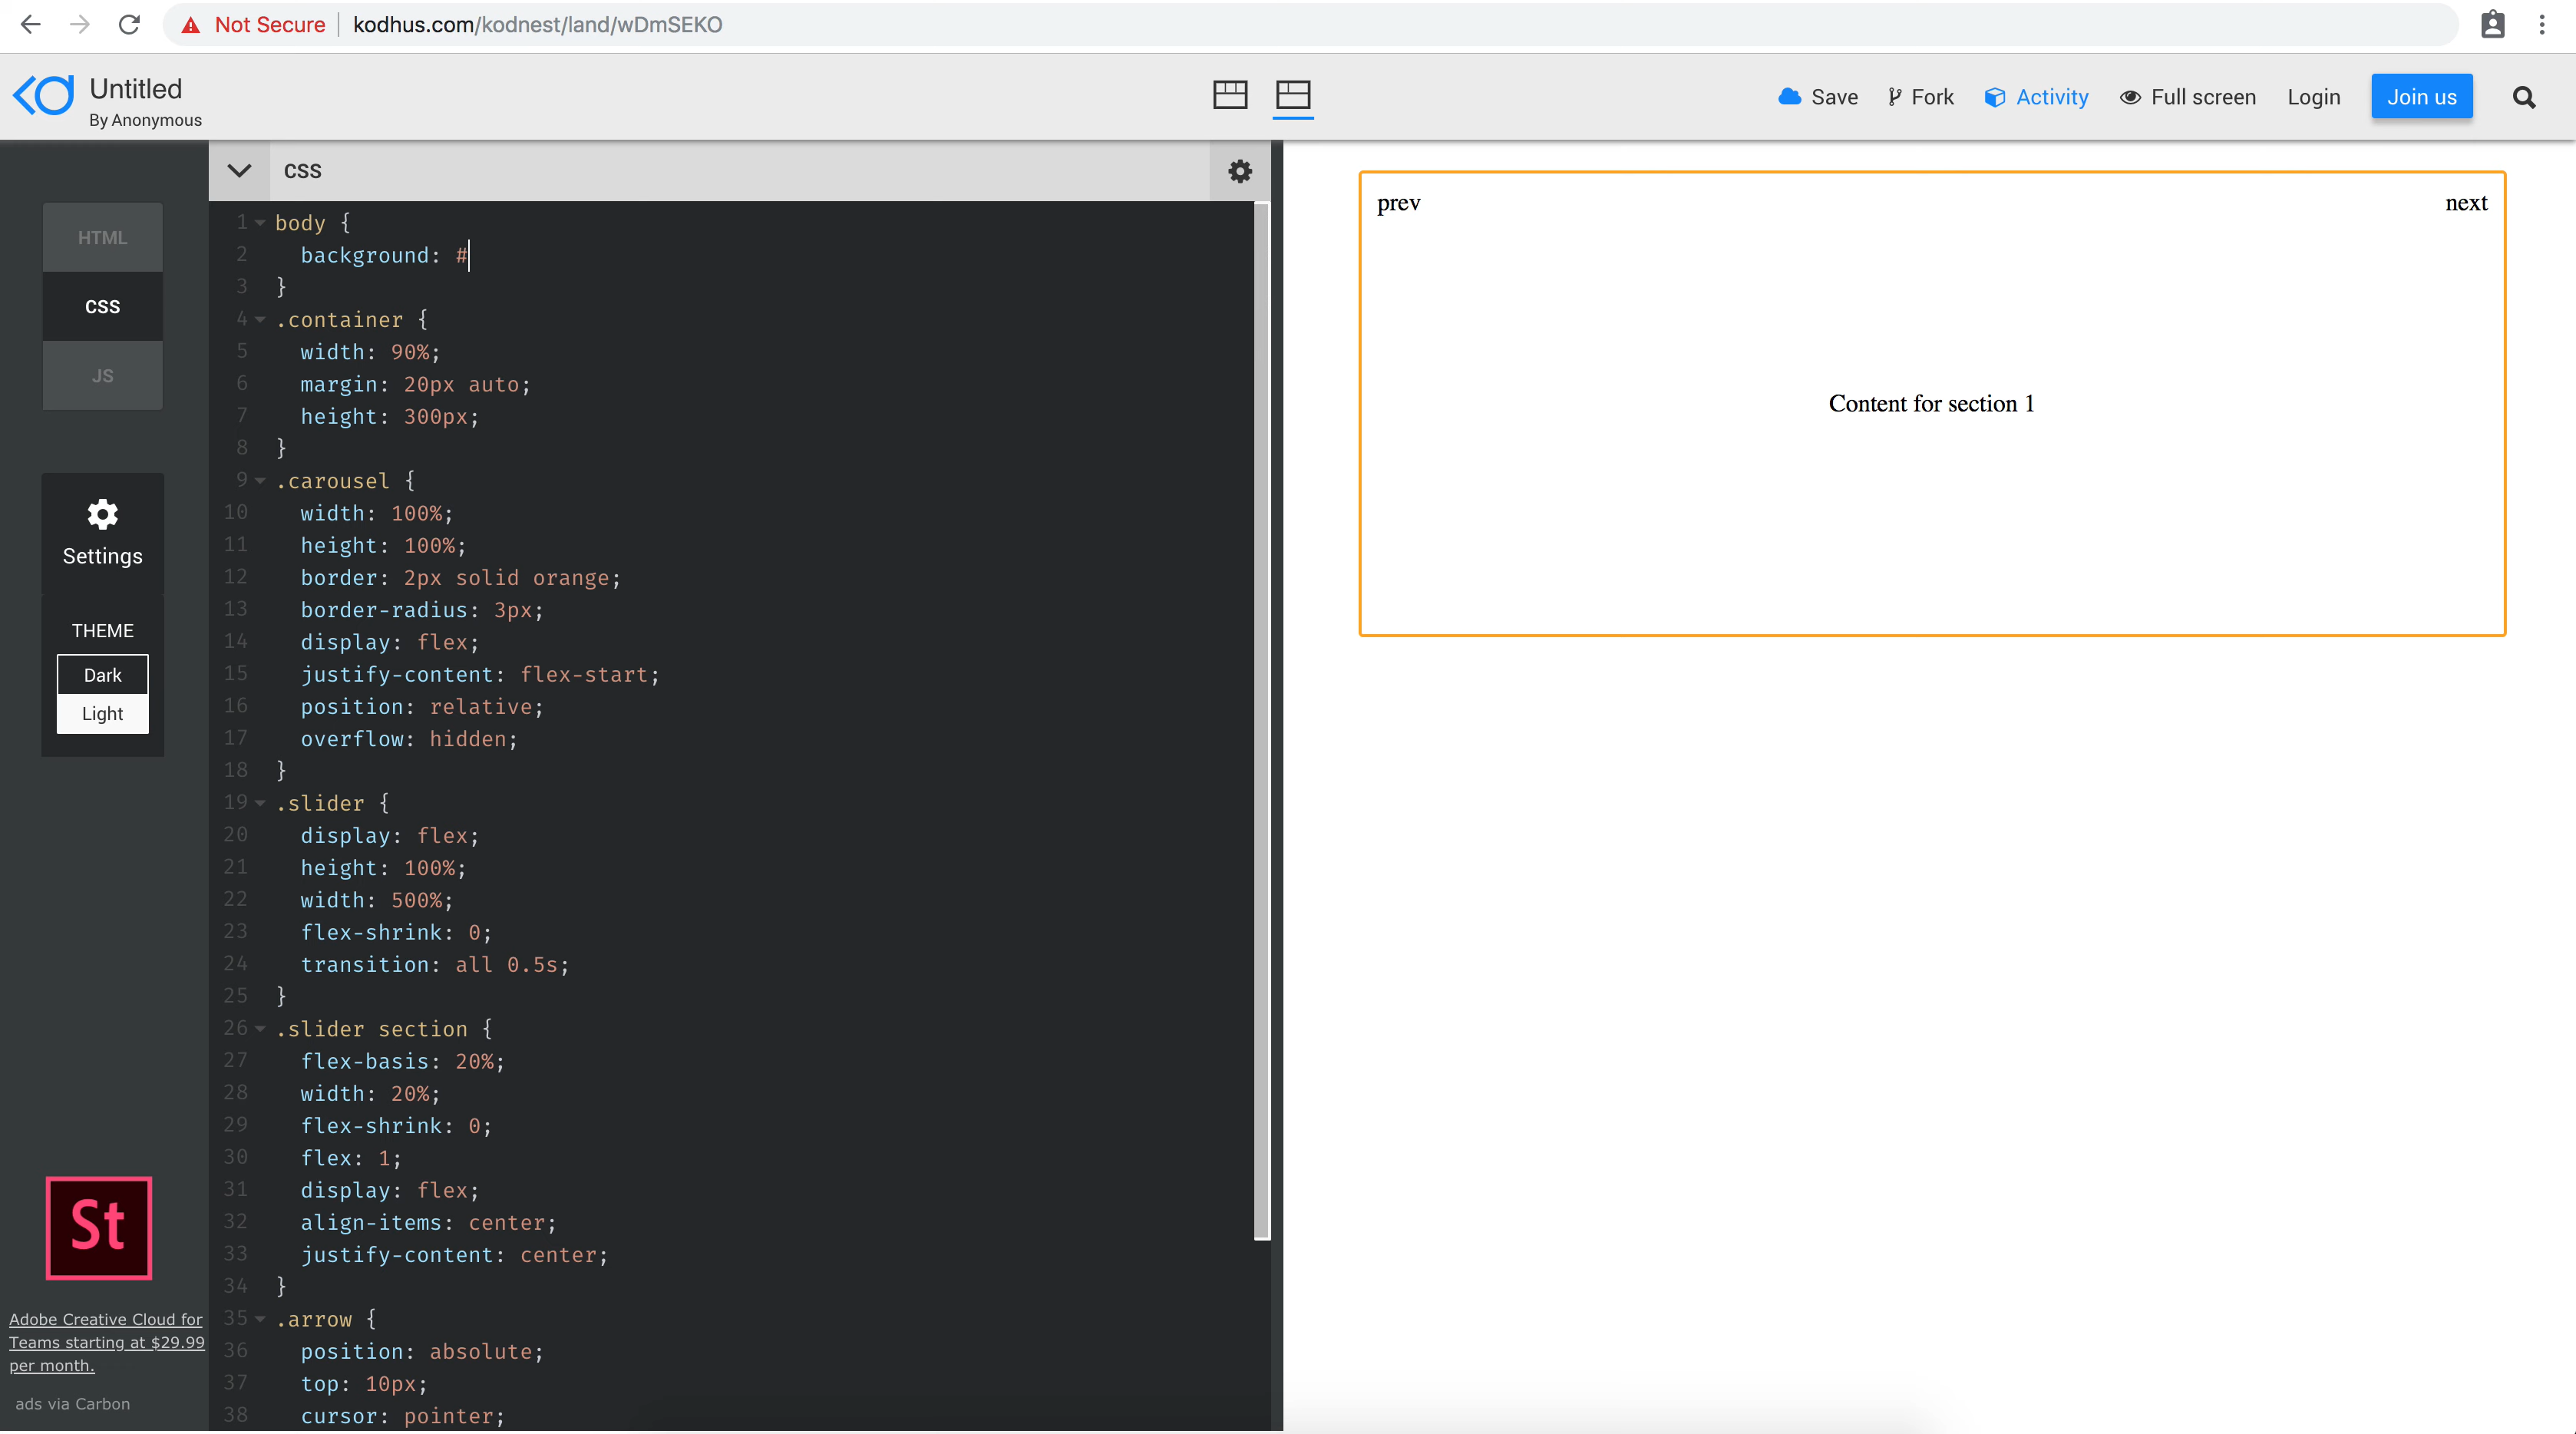 Not Secure | kodhus.com/kodnest/land/wDmSEKO
Untitled
By Anonymous
Save
Fork
Activity
Full screen
Login
Join us
HTML
CSS
JS
Settings
THEME
Dark
Light
St
Adobe Creative Cloud for
Teams starting at $29.99
per month.
ads via Carbon
CSS
1 body {
2 background: #
3 }
4 .container {
5 width: 90%;
6 margin: 20px auto;
7 height: 300px;
8 }
9 .carousel {
10 width: 100%;
11 height: 100%;
12 border: 2px solid orange;
13 border-radius: 3px;
14 display: flex;
15 justify-content: flex-start;
16 position: relative;
17 overflow: hidden;
18 }
19 .slider {
20 display: flex;
21 height: 100%;
22 width: 500%;
23 flex-shrink: 0;
24 transition: all 0.5s;
25 }
26 .slider section {
27 flex-basis: 20%;
28 width: 20%;
29 flex-shrink: 0;
30 flex: 1;
31 display: flex;
32 align-items: center;
33 justify-content: center;
34 }
35 .arrow {
36 position: absolute;
37 top: 10px;
38 cursor: pointer;
prev
next
Content for section 1